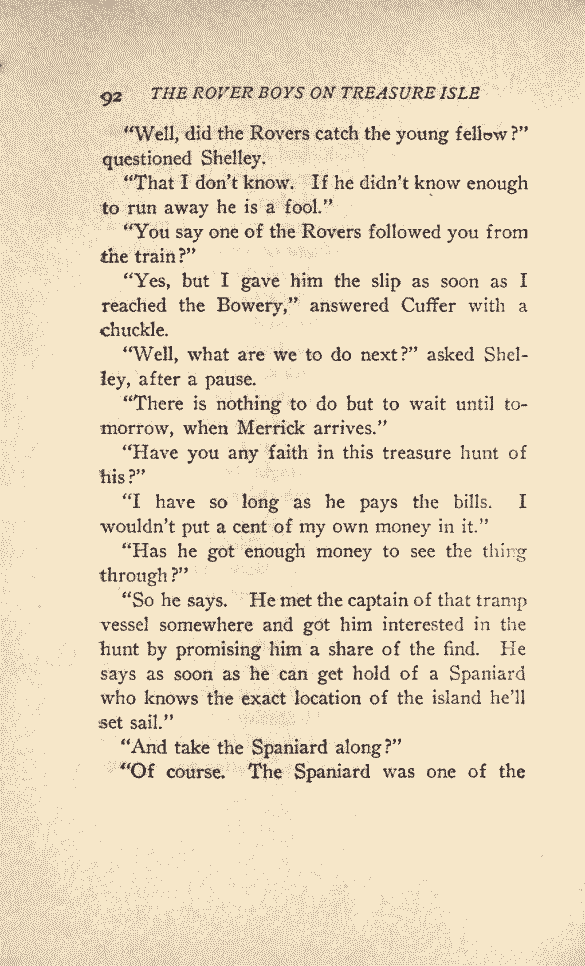 92 THE ROVER BOYS ON TREASURE ISLE
“Well, did the Rovers catch the young fellow?”
questioned Shelley.
“That I don’t know. If he didn’t know enough
to run away he is a fool.”
“You say one of the Rovers followed you from
the train?”
“Yes, but I gave him the slip as soon as I
reached the Bowery,” answered Cuffer with a
chuckle.
“Well, what are we to do next?” asked Shel-
ley, after a pause.
“There is nothing to do but to wait until to-
morrow, when Merrick arrives.”
“Have you any faith in this treasure hunt of
his?”
“I have so long as he pays the bills. I
wouldn’t put a cent of my own money in it.”
“Has he got enough money to see the thing
through?”
“So he says. He met the captain of that tramp
vessel somewhere and got him interested in the
hunt by promising him a share of the find. He
says as soon as he can get hold of a Spaniard
who knows the exact location of the island he’ll
set sail.”
“And take the Spaniard along?”
“Of course. The Spaniard was one of the